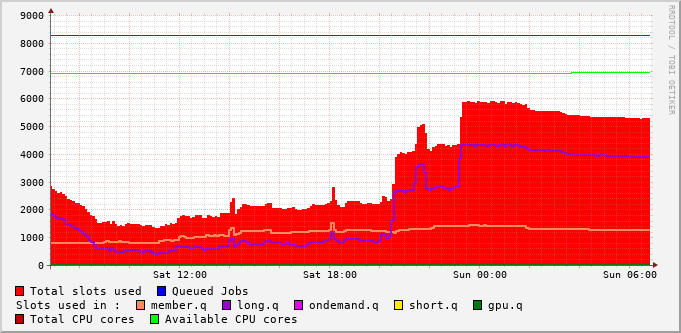 9000
8000
7000
6000
5000
4000
3000
2000
1000
0
Sat 12:00 Sat 18:00 Sun 00:00 Sun 06:00
Total slots used Queued Jobs
Slots used in : member.q long.q ondemand.q short.q gpu.q
Total CPU cores Available CPU cores
RRDTOOL / TOBI OETIKER